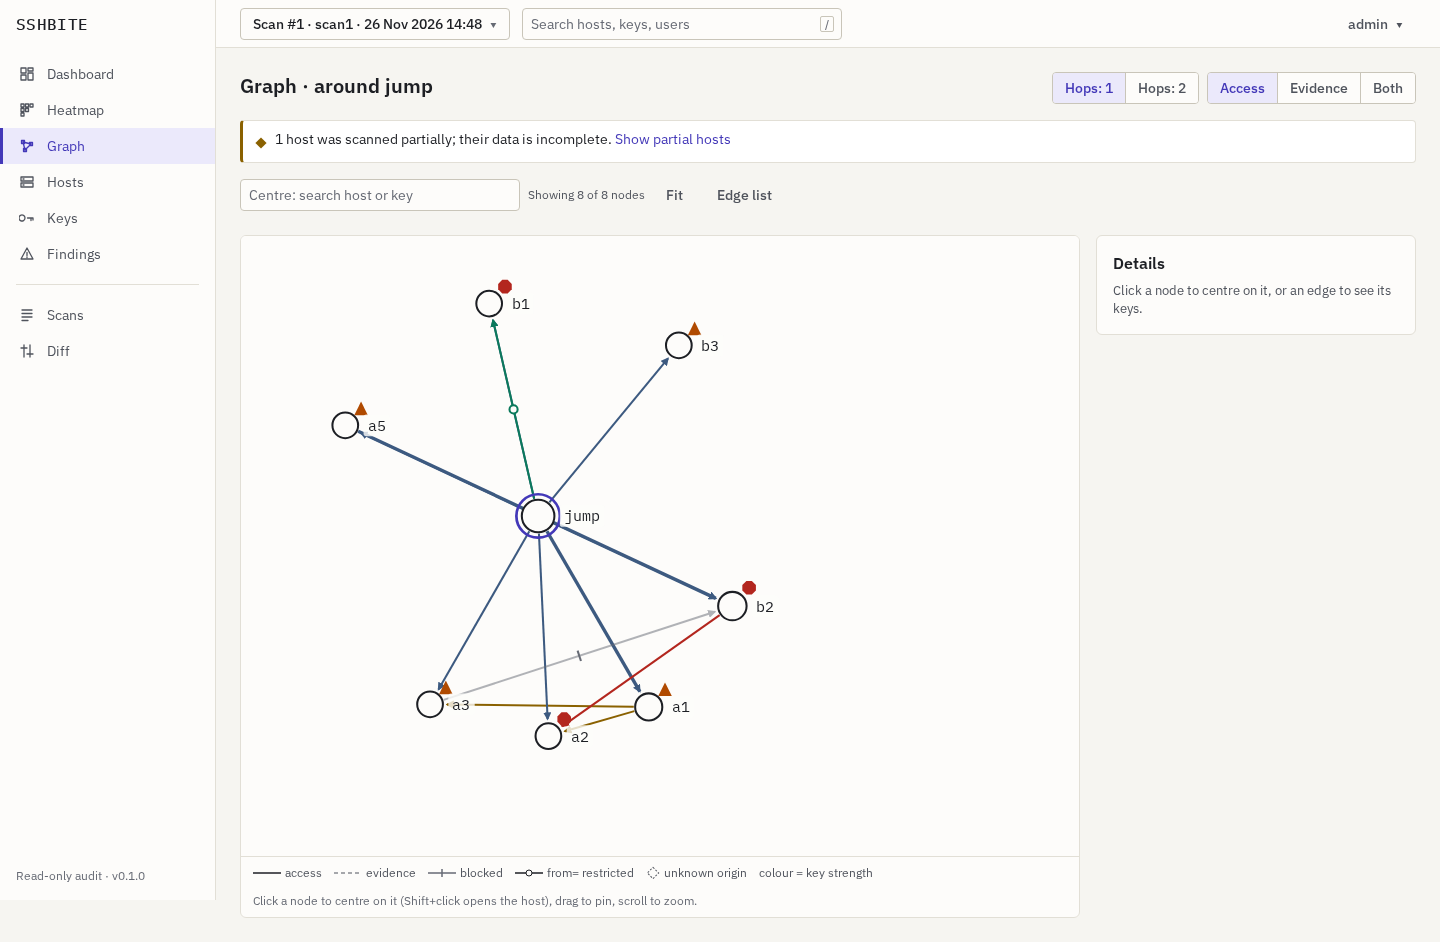 SSHBITE
Scan #1 · scan1 · 26 Nov 2026 14:48
Search hosts, keys, users
/
admin
Dashboard
Heatmap
Graph
Hosts
Keys
Findings
Scans
Diff
Read-only audit · v0.1.0
Graph · around jump
Hops: 1
Hops: 2
Access
Evidence
Both
1 host was scanned partially; their data is incomplete. Show partial hosts
Centre: search host or key
Showing 8 of 8 nodes
Fit
Edge list
b1
b3
a5
jump
b2
a3
a1
a2
access
evidence
blocked
from= restricted
unknown origin
colour = key strength
Click a node to centre on it (Shift+click opens the host), drag to pin, scroll to zoom.
Details
Click a node to centre on it, or an edge to see its
keys.